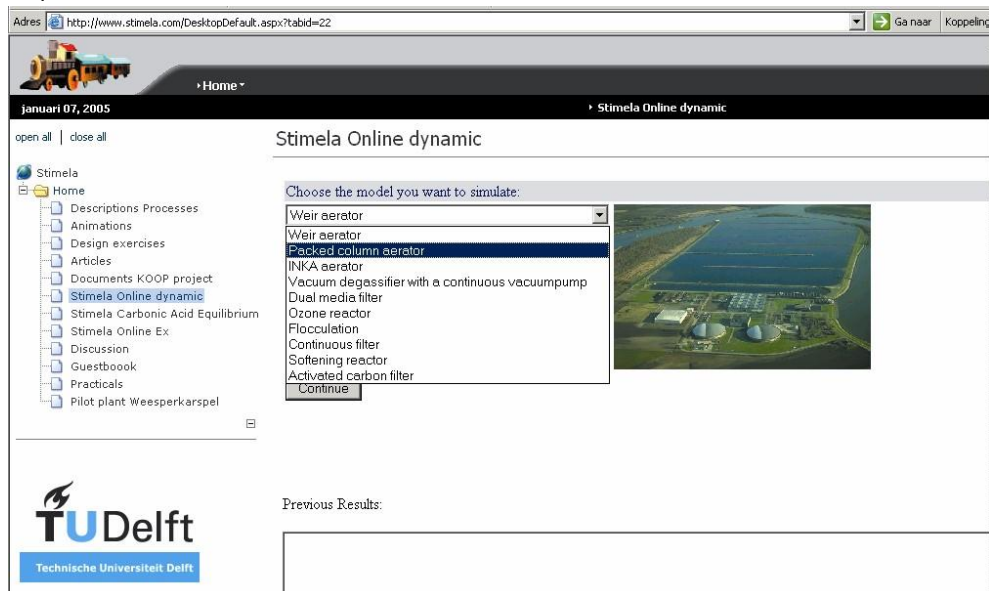 Adres http://www.stimela.com/DesktopDefault.aspx?tabid=22 Ga naar Koppeling
Home
januari 07, 2005 Stimela Online dynamic
open all | close all
Stimela Online dynamic
Stimela
Home
Descriptions Processes
Animations
Design exercises
Articles
Documents KOOP project
Stimela Online dynamic
Stimela Carbonic Acid Equilibrium
Stimela Online Ex
Discussion
Guestboook
Practicals
Pilot plant Weesperkarspel
Choose the model you want to simulate:
Weir aerator
Weir aerator
Packed column aerator
INKA aerator
Vacuum degassifier with a continuous vacuumpump
Dual media filter
Ozone reactor
Flocculation
Continuous filter
Softening reactor
Activated carbon filter
Continue
Previous Results:
TUDelft
Technische Universiteit Delft